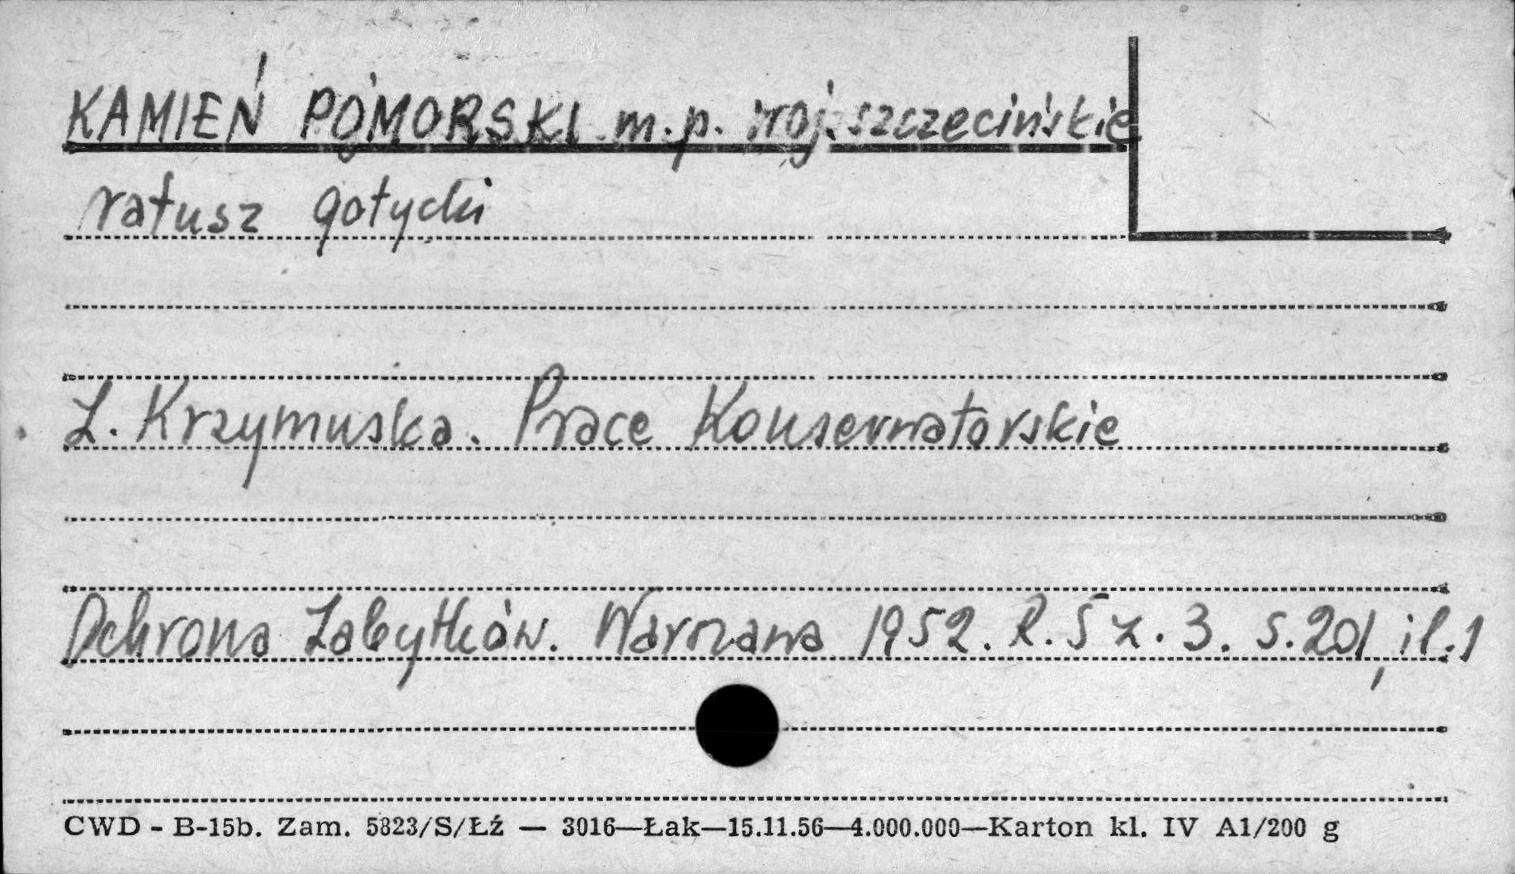 KAMIEŃ POMORSKI m.p. woj. szczecińskie
ratusz gotycki
L. Krzymuska. Prace Konserwatorskie
Ochrona Zabytków. Warszawa 1952. R. 5 z. 3. s. 201, il. 1
CWD - B-15b. Zam. 5823/S/Łź — 3016—Łak—15.11.56—4.000.000—Karton kl. IV A1/200 g